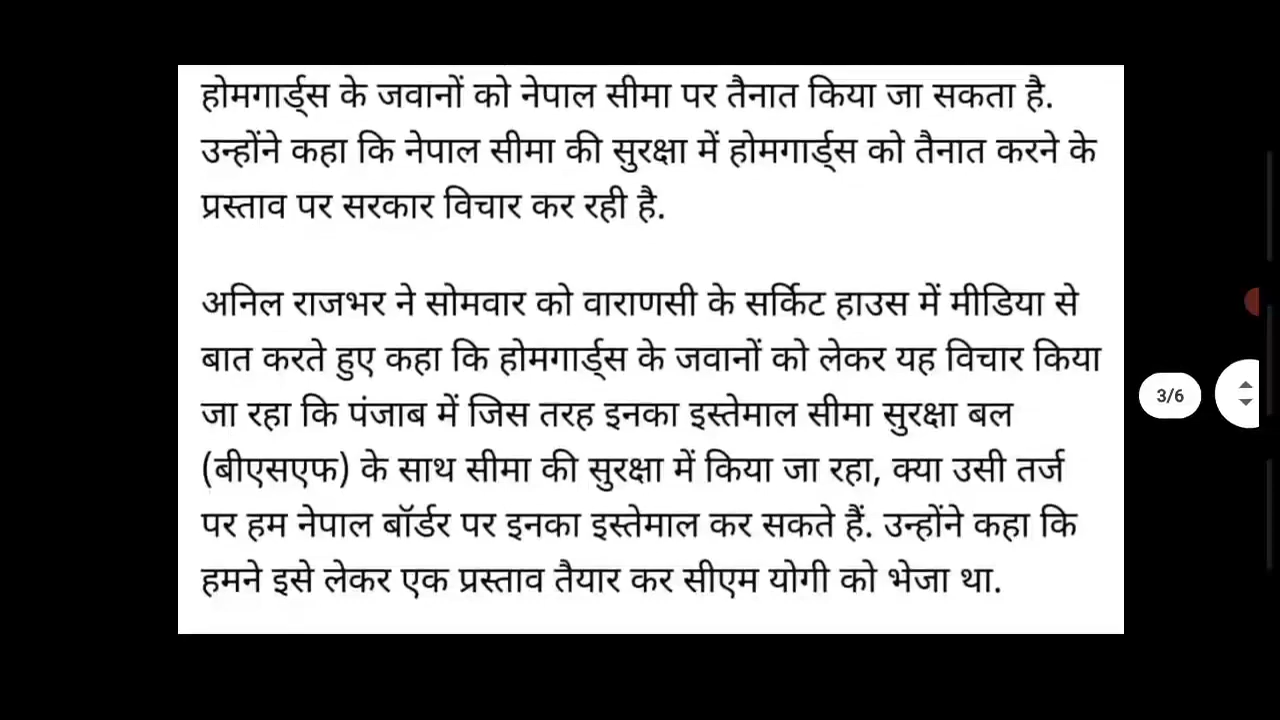 होमगार्ड्स के जवानों को नेपाल सीमा पर तैनात किया जा सकता है.
उन्होंने कहा कि नेपाल सीमा की सुरक्षा में होमगार्ड्स को तैनात करने के
प्रस्ताव पर सरकार विचार कर रही है.
अनिल राजभर ने सोमवार को वाराणसी के सर्किट हाउस में मीडिया से
बात करते हुए कहा कि होमगार्ड्स के जवानों को लेकर यह विचार किया
जा रहा कि पंजाब में जिस तरह इनका इस्तेमाल सीमा सुरक्षा बल
(बीएसएफ) के साथ सीमा की सुरक्षा में किया जा रहा, क्या उसी तर्ज
पर हम नेपाल बॉर्डर पर इनका इस्तेमाल कर सकते हैं. उन्होंने कहा कि
हमने इसे लेकर एक प्रस्ताव तैयार कर सीएम योगी को भेजा था.
3/6